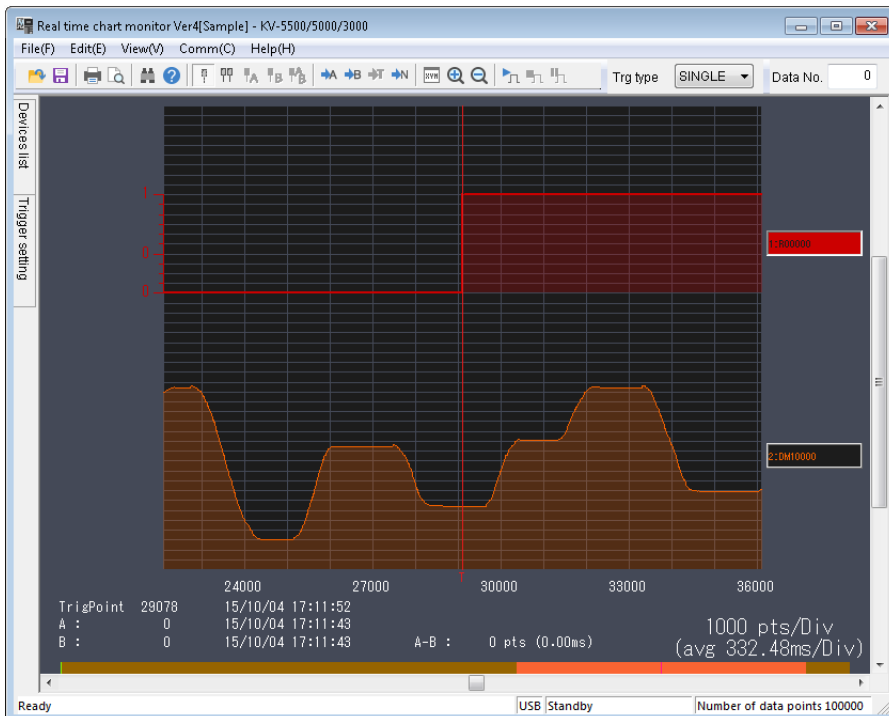 Real time chart monitor Ver4[Sample] - KV-5500/5000/3000
File(F) Edit(E) View(V) Comm(C) Help(H)
A B A/B A B T N XYN Trg type SINGLE Data No. 0
Devices list
Trigger setting
1
0
0
1:R00000
2:DM10000
24000 27000 30000 33000 36000
TrigPoint 29078 15/10/04 17:11:52
A : 0 15/10/04 17:11:43
B : 0 15/10/04 17:11:43 A-B : 0 pts (0.00ms)
1000 pts/Div
(avg 332.48ms/Div)
Ready USB Standby Number of data points 100000